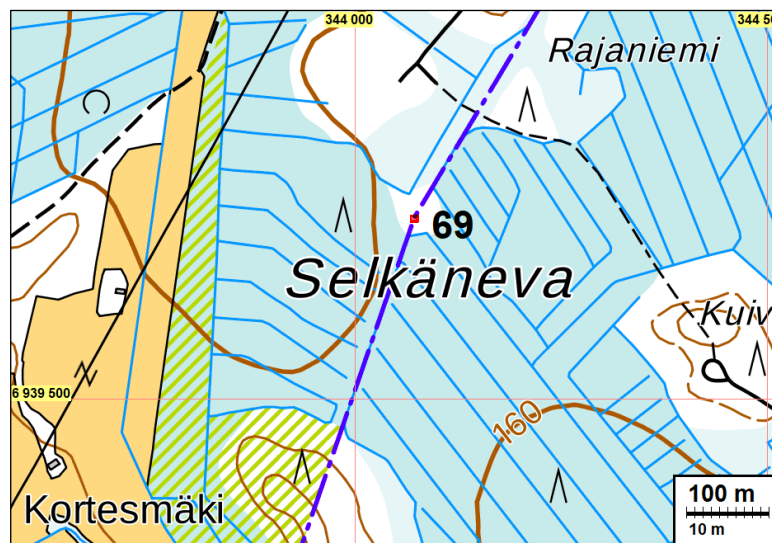 344 000
344 50
Rajaniemi
69
Selkäneva
Kuiv
6 939 500
160
Kortesmäki
100 m
10 m